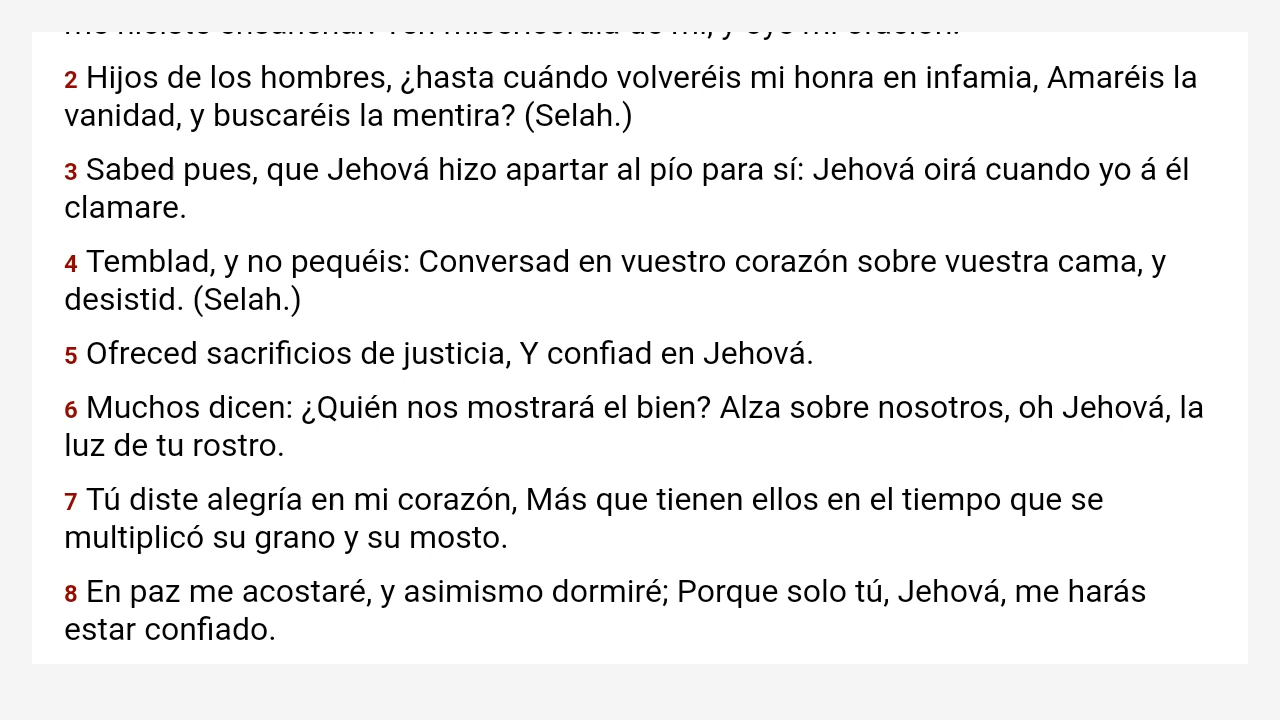 2 Hijos de los hombres, ¿hasta cuándo volveréis mi honra en infamia, Amaréis la
vanidad, y buscaréis la mentira? (Selah.)
3 Sabed pues, que Jehová hizo apartar al pío para sí: Jehová oirá cuando yo á él
clamare.
4 Temblad, y no pequéis: Conversad en vuestro corazón sobre vuestra cama, y
desistid. (Selah.)
5 Ofreced sacrificios de justicia, Y confiad en Jehová.
6 Muchos dicen: ¿Quién nos mostrará el bien? Alza sobre nosotros, oh Jehová, la
luz de tu rostro.
7 Tú diste alegría en mi corazón, Más que tienen ellos en el tiempo que se
multiplicó su grano y su mosto.
8 En paz me acostaré, y asimismo dormiré; Porque solo tú, Jehová, me harás
estar confiado.